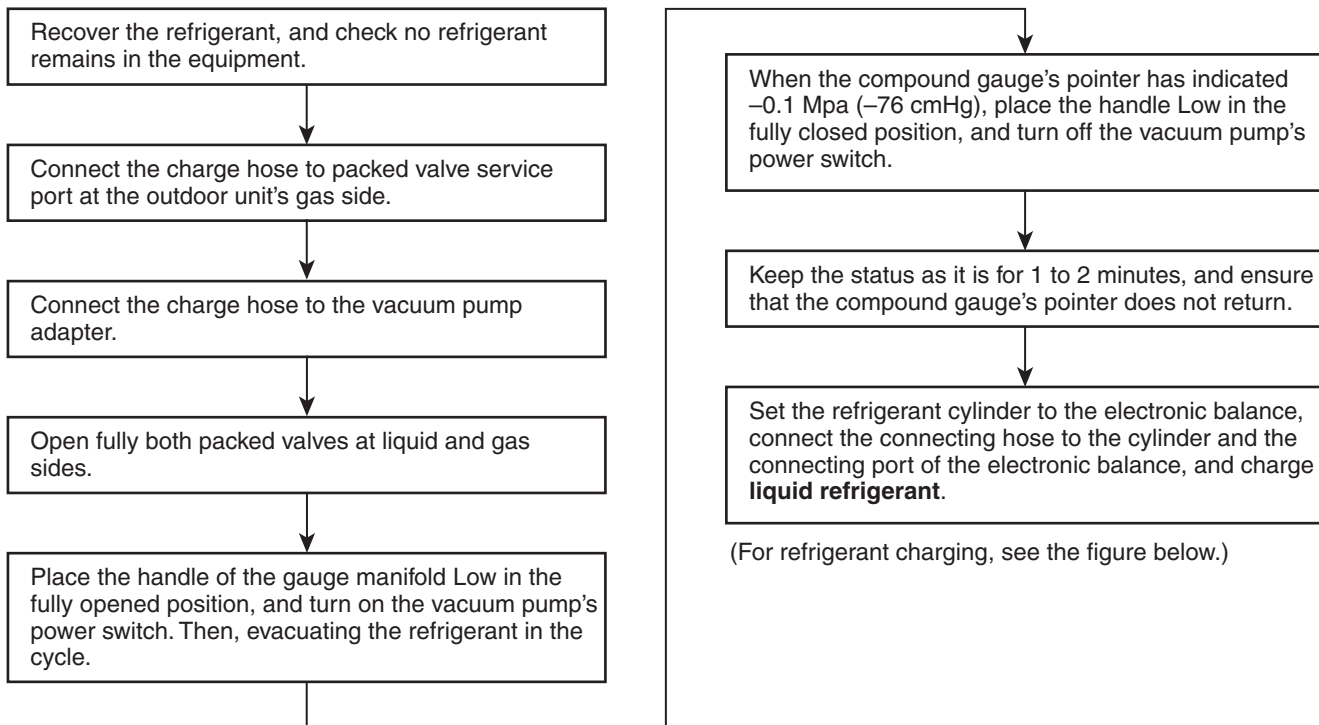 Recover the refrigerant, and check no refrigerant
remains in the equipment.
Connect the charge hose to packed valve service
port at the outdoor unit's gas side.
Connect the charge hose to the vacuum pump
adapter.
Open fully both packed valves at liquid and gas
sides.
Place the handle of the gauge manifold Low in the
fully opened position, and turn on the vacuum pump's
power switch. Then, evacuating the refrigerant in the
cycle.
When the compound gauge's pointer has indicated
–0.1 Mpa (–76 cmHg), place the handle Low in the
fully closed position, and turn off the vacuum pump's
power switch.
Keep the status as it is for 1 to 2 minutes, and ensure
that the compound gauge's pointer does not return.
Set the refrigerant cylinder to the electronic balance,
connect the connecting hose to the cylinder and the
connecting port of the electronic balance, and charge
liquid refrigerant.
(For refrigerant charging, see the figure below.)